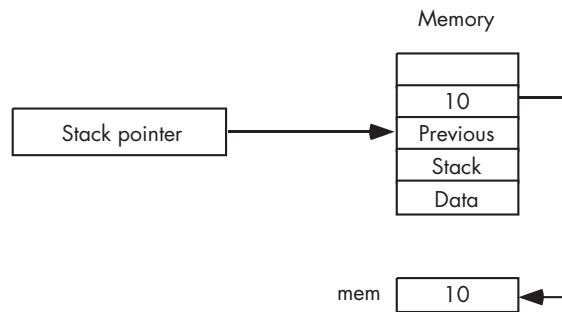 Memory
10
Stack pointer
Previous
Stack
Data
mem
10